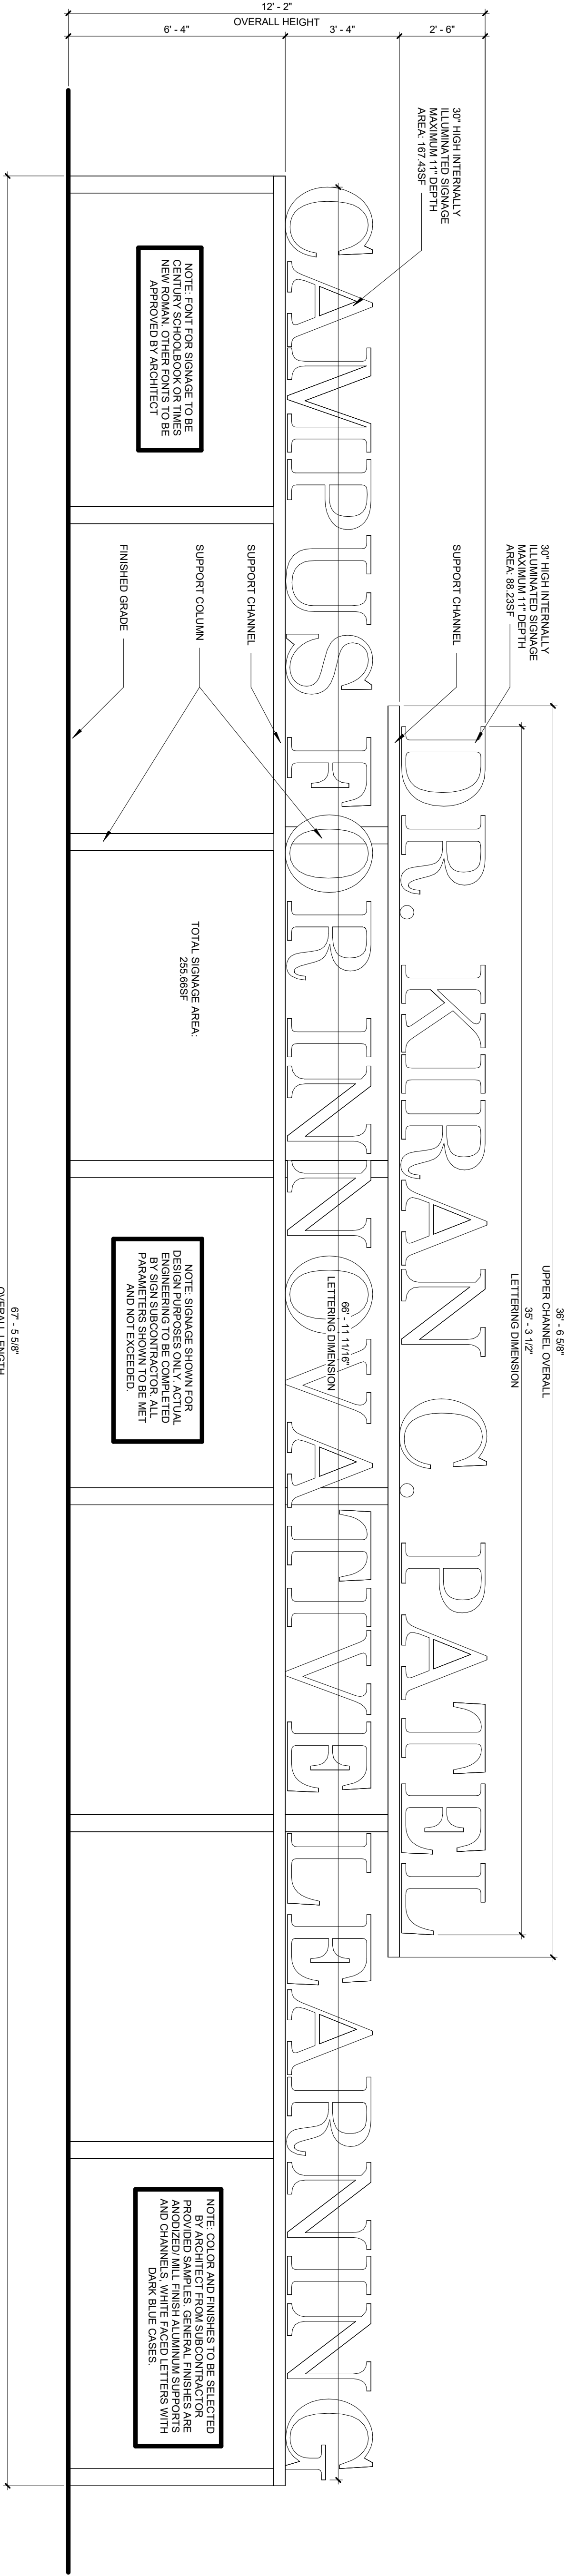 36' - 6 5/8"
UPPER CHANNEL OVERALL
35' - 3 1/2"
LETTERING DIMENSION
30" HIGH INTERNALLY
ILLUMINATED SIGNAGE
MAXIMUM 11" DEPTH
AREA: 88.23SF
DR. KIRAN C. PATEL
SUPPORT CHANNEL
30" HIGH INTERNALLY
ILLUMINATED SIGNAGE
MAXIMUM 11" DEPTH
AREA: 167.43SF
66' - 11 11/16"
LETTERING DIMENSION
CAMPUS FOR INNOVATIVE LEARNING
12' - 2"
OVERALL HEIGHT
2' - 6"
3' - 4"
6' - 4"
SUPPORT CHANNEL
SUPPORT COLUMN
FINISHED GRADE
NOTE: FONT FOR SIGNAGE TO BE
CENTURY SCHOOLBOOK OR TIMES
NEW ROMAN. OTHER FONTS TO BE
APPROVED BY ARCHITECT
TOTAL SIGNAGE AREA:
255.66SF
NOTE: SIGNAGE SHOWN FOR
DESIGN PURPOSES ONLY. ACTUAL
ENGINEERING TO BE COMPLETED
BY SIGN SUBCONTRACTOR. ALL
PARAMETERS SHOWN TO BE MET
AND NOT EXCEEDED.
NOTE: COLOR AND FINISHES TO BE SELECTED
BY ARCHITECT FROM SUBCONTRACTOR
PROVIDED SAMPLES. GENERAL FINISHES ARE
ANODIZED/ MILL FINISH ALUMINUM SUPPORTS
AND CHANNELS, WHITE FACED LETTERS WITH
DARK BLUE CASES.
67' - 5 5/8"
OVERALL LENGTH